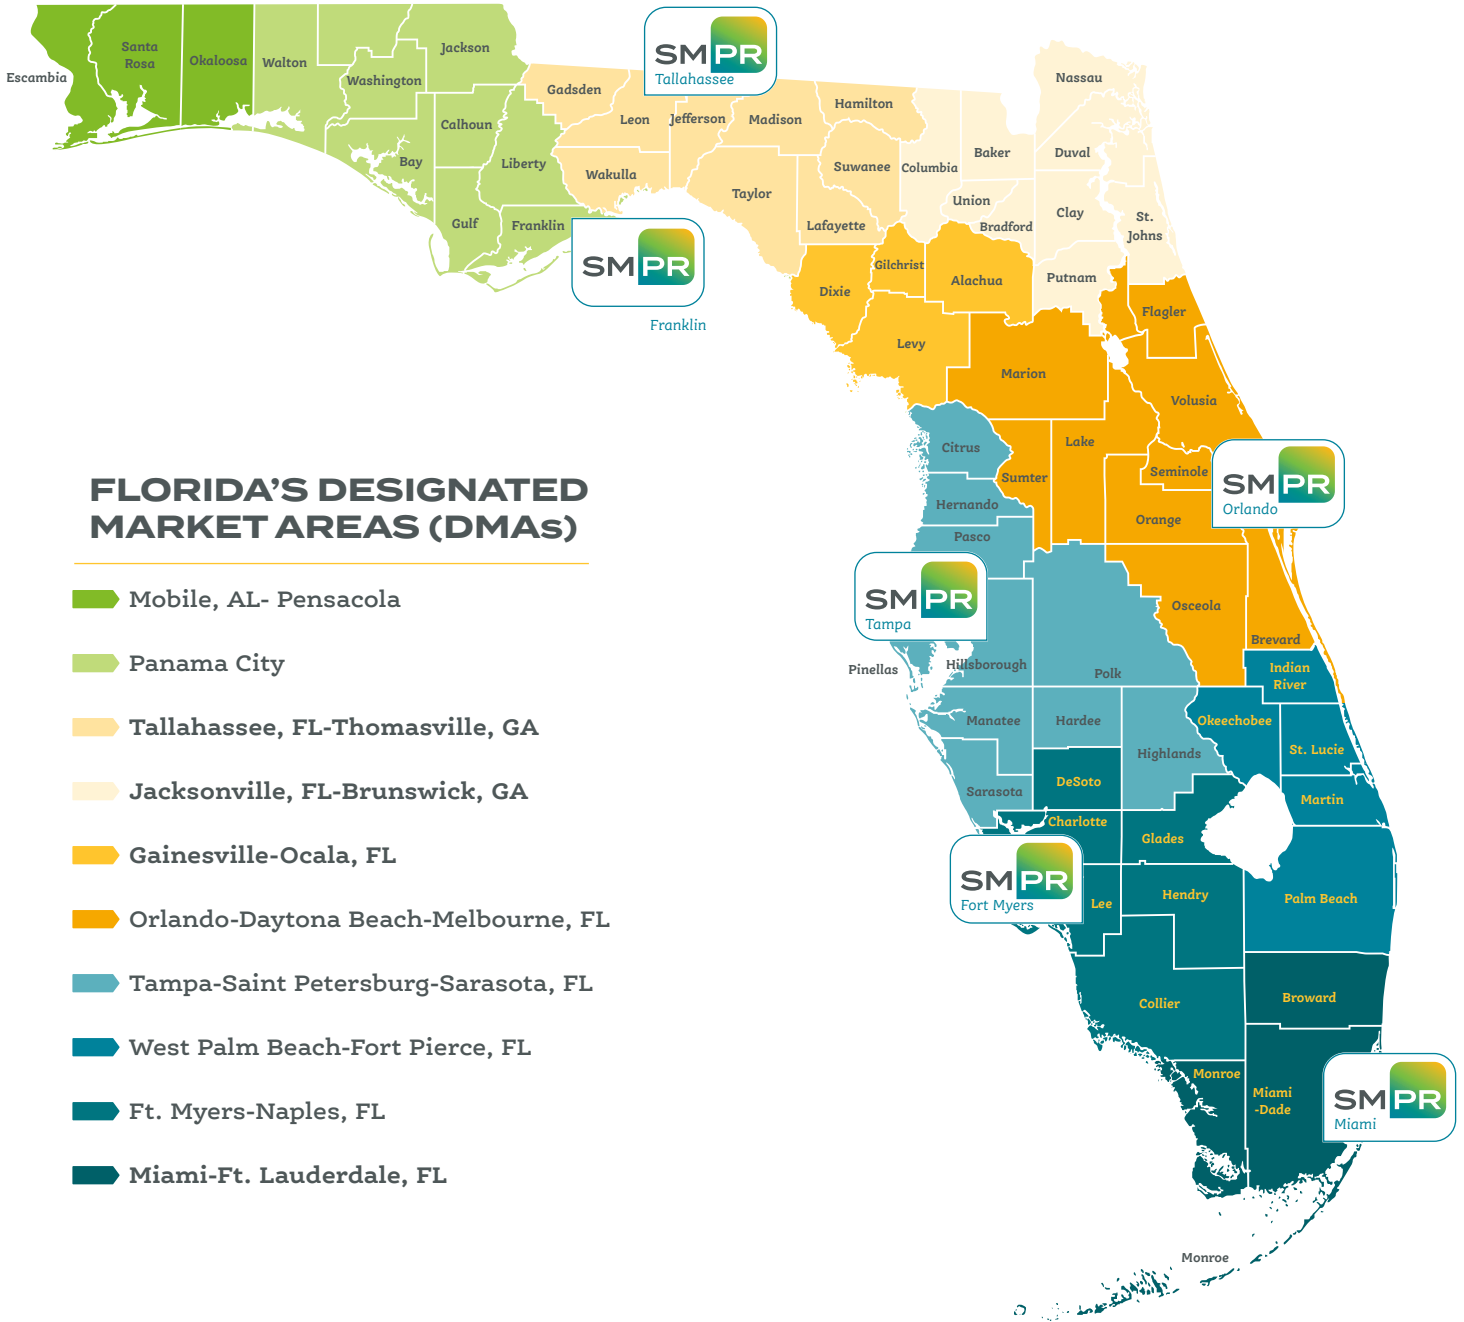 Escambia
Santa
Rosa
Okaloosa
Walton
Washington
Jackson
Calhoun
Bay
Gulf
Liberty
Franklin
SMPR
Franklin
Gadsden
Leon
SMPR
Tallahassee
Jefferson
Wakulla
Madison
Taylor
Hamilton
Suwanee
Lafayette
Columbia
Baker
Nassau
Duval
Union
Bradford
Clay
St.
Johns
Putnam
Dixie
Gilchrist
Alachua
Levy
Marion
Flagler
Volusia
Citrus
Sumter
Lake
Seminole
Orange
SMPR
Orlando
Hernando
Pasco
SMPR
Tampa
Pinellas
Hillsborough
Polk
Osceola
Brevard
Indian
River
Manatee
Hardee
Highlands
Okeechobee
St. Lucie
Sarasota
DeSoto
Martin
Charlotte
Glades
SMPR
Fort Myers
Lee
Hendry
Palm Beach
Collier
Broward
Monroe
Miami
-Dade
SMPR
Miami
Monroe
FLORIDA'S DESIGNATED
MARKET AREAS (DMAs)
Mobile, AL- Pensacola
Panama City
Tallahassee, FL-Thomasville, GA
Jacksonville, FL-Brunswick, GA
Gainesville-Ocala, FL
Orlando-Daytona Beach-Melbourne, FL
Tampa-Saint Petersburg-Sarasota, FL
West Palm Beach-Fort Pierce, FL
Ft. Myers-Naples, FL
Miami-Ft. Lauderdale, FL